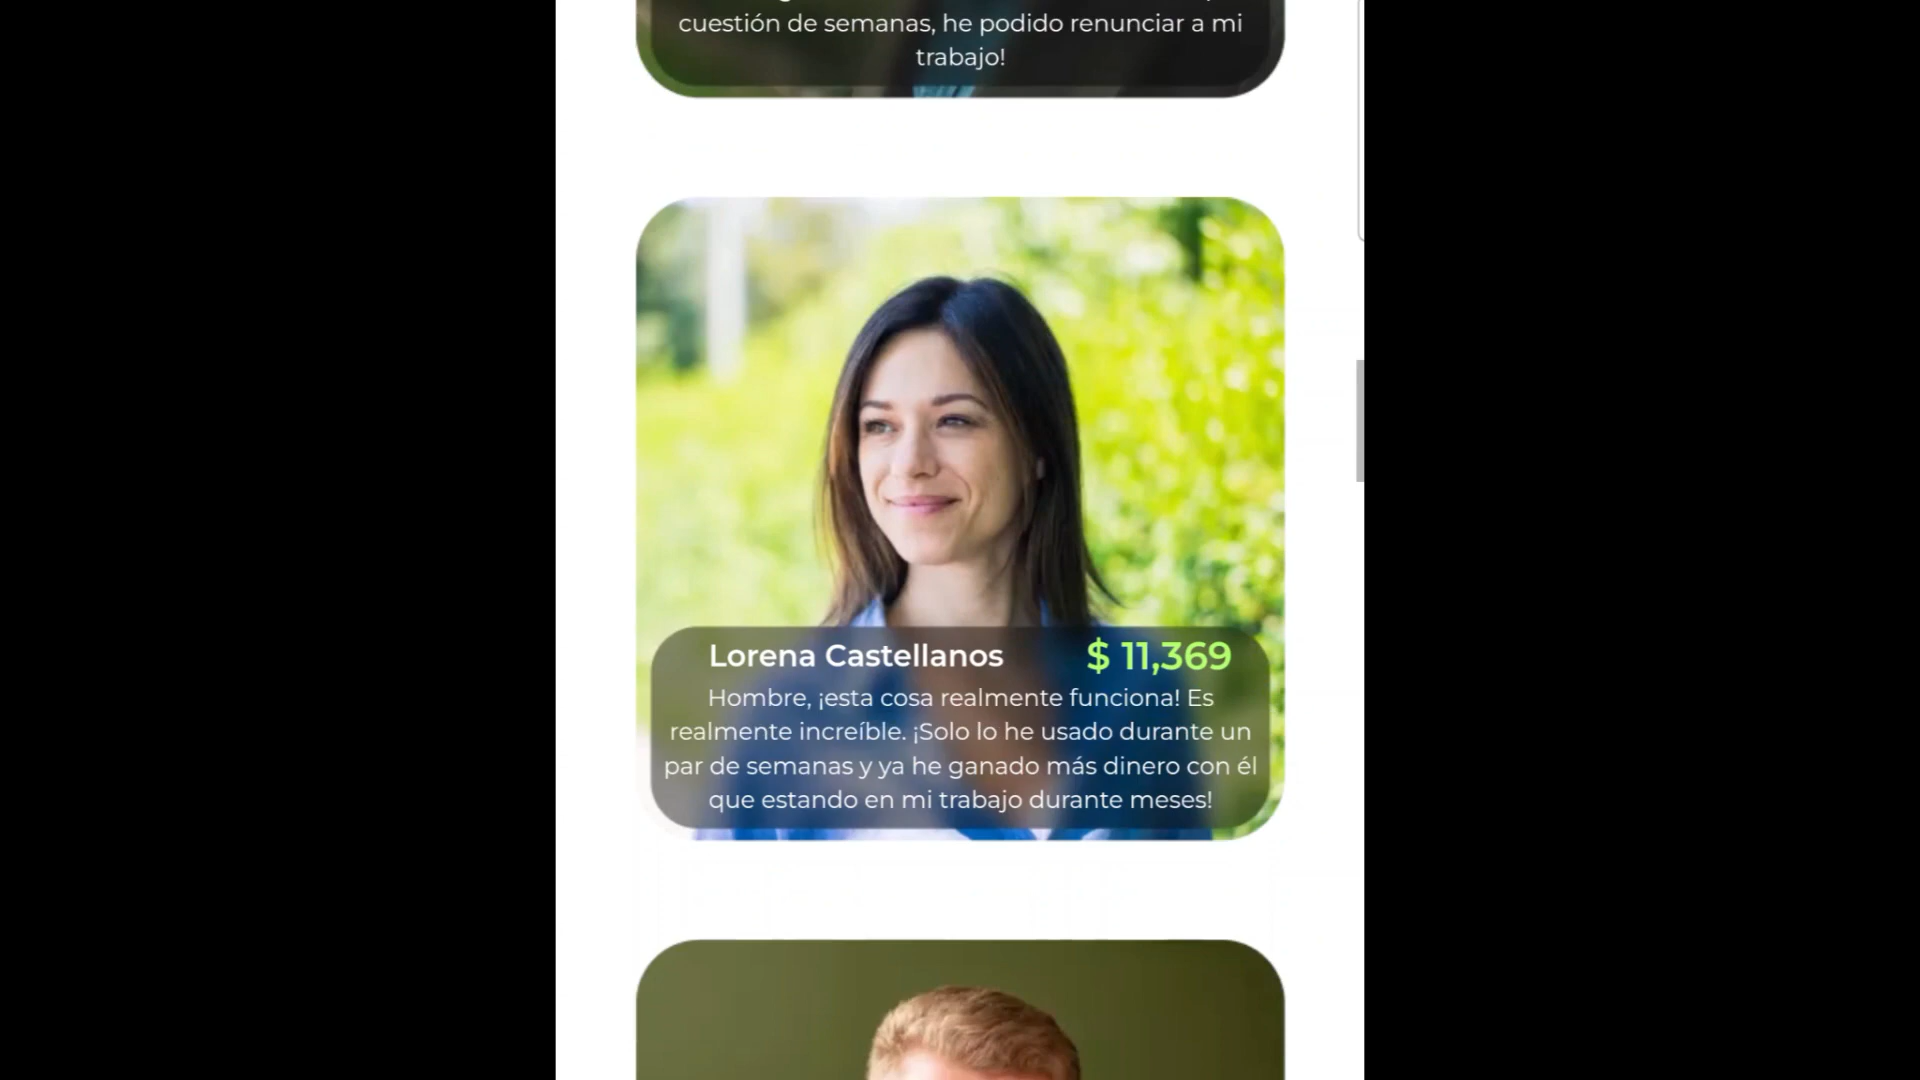 cuestión de semanas, he podido renunciar a mi
trabajo!
Lorena Castellanos
$ 11,369
Hombre, ¡esta cosa realmente funciona! Es
realmente increíble. ¡Solo lo he usado durante un
par de semanas y ya he ganado más dinero con él
que estando en mi trabajo durante meses!